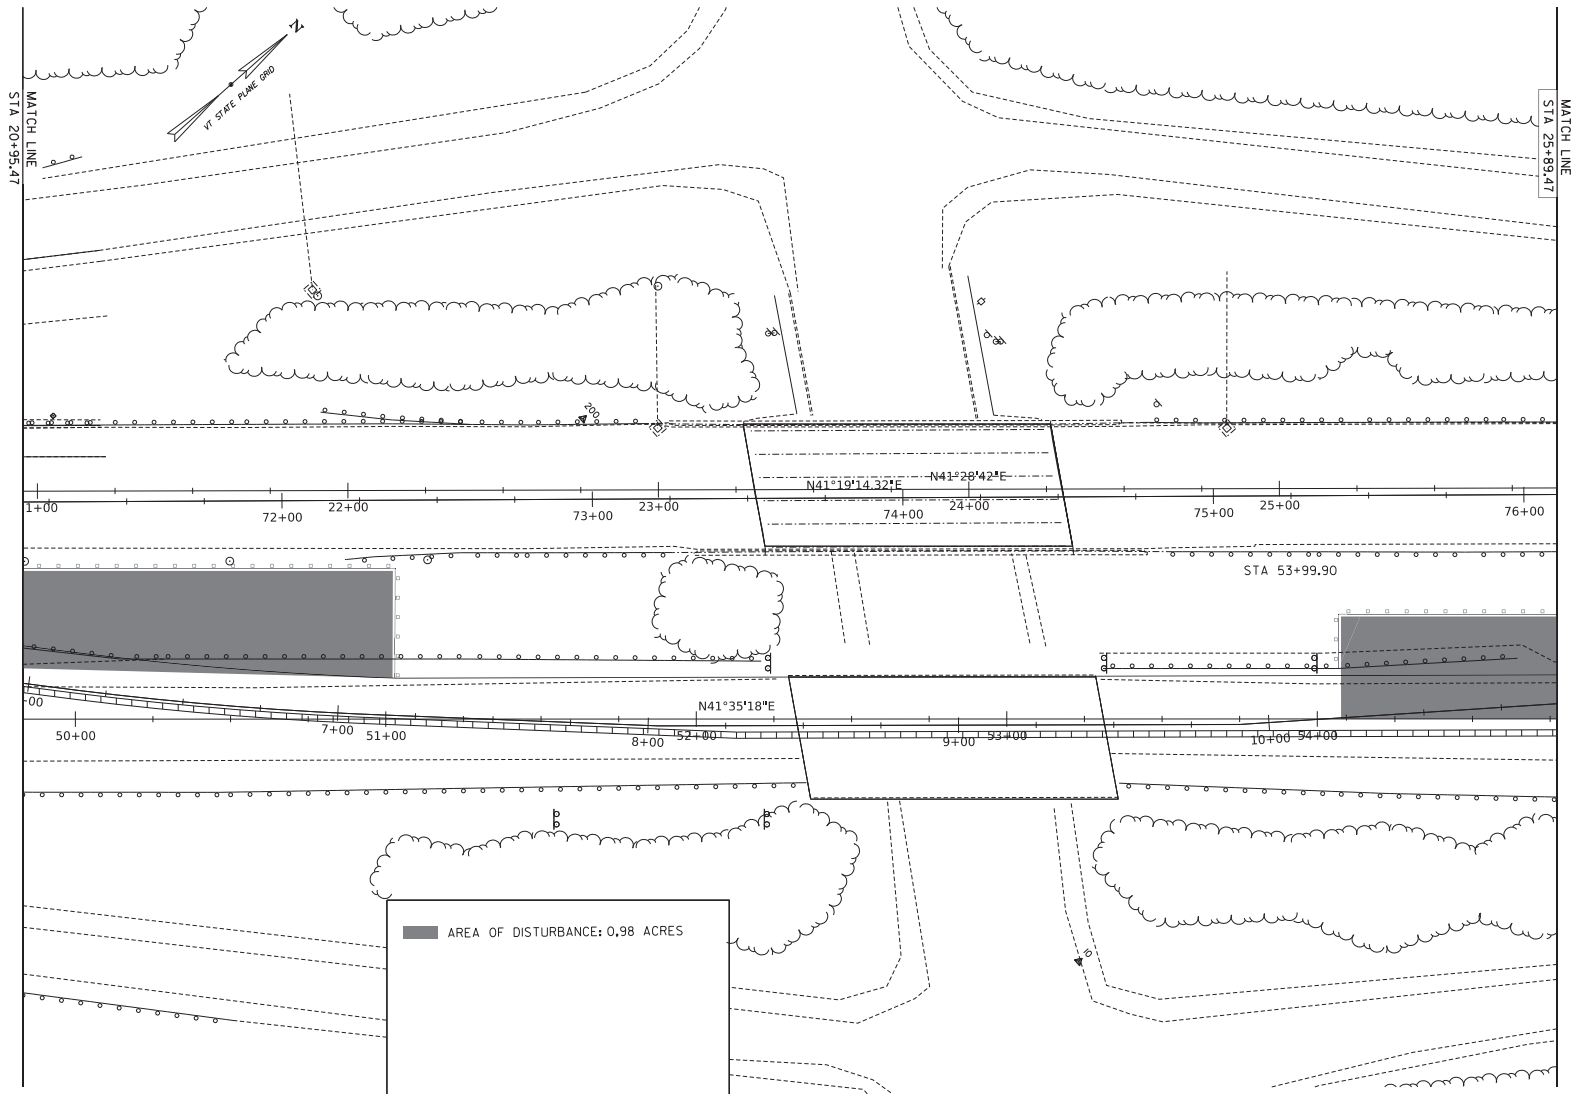 N
VT STATE PLANE GRID
MATCH LINE
STA 20+95.47
MATCH LINE
STA 25+89.47
200
N41°19'14.32"E
N41°28'42"E
1+00
72+00
22+00
73+00
23+00
74+00
24+00
75+00
25+00
76+00
STA 53+99.90
N41°35'18"E
00
50+00
7+00
51+00
8+00
52+00
9+00
53+00
10+00
54+00
AREA OF DISTURBANCE: 0.98 ACRES
10